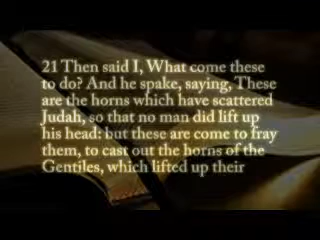 21 Then said I, What come these
to do? And he spake, saying, These
are the horns which have scattered
Judah, so that no man did lift up
his head: but these are come to fray
them, to cast out the horns of the
Gentiles, which lifted up their